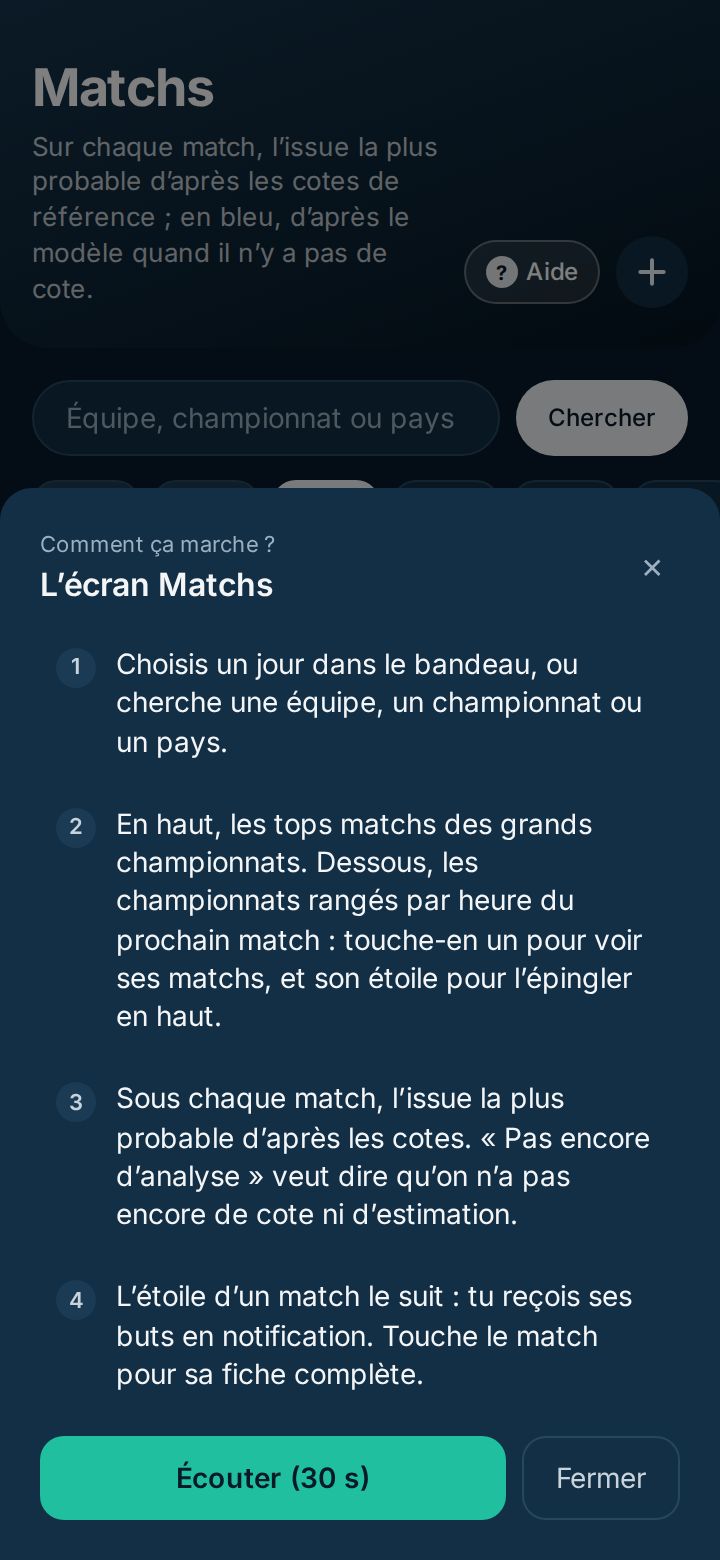 Matchs
Sur chaque match, l’issue la plus
probable d’après les cotes de
référence ; en bleu, d’après le
modèle quand il n’y a pas de
cote.
? Aide
Équipe, championnat ou pays
Chercher
Comment ça marche ?
L’écran Matchs
1 Choisis un jour dans le bandeau, ou
cherche une équipe, un championnat ou
un pays.
2 En haut, les tops matchs des grands
championnats. Dessous, les
championnats rangés par heure du
prochain match : touche-en un pour voir
ses matchs, et son étoile pour l’épingler
en haut.
3 Sous chaque match, l’issue la plus
probable d’après les cotes. « Pas encore
d’analyse » veut dire qu’on n’a pas
encore de cote ni d’estimation.
4 L’étoile d’un match le suit : tu reçois ses
buts en notification. Touche le match
pour sa fiche complète.
Écouter (30 s)
Fermer